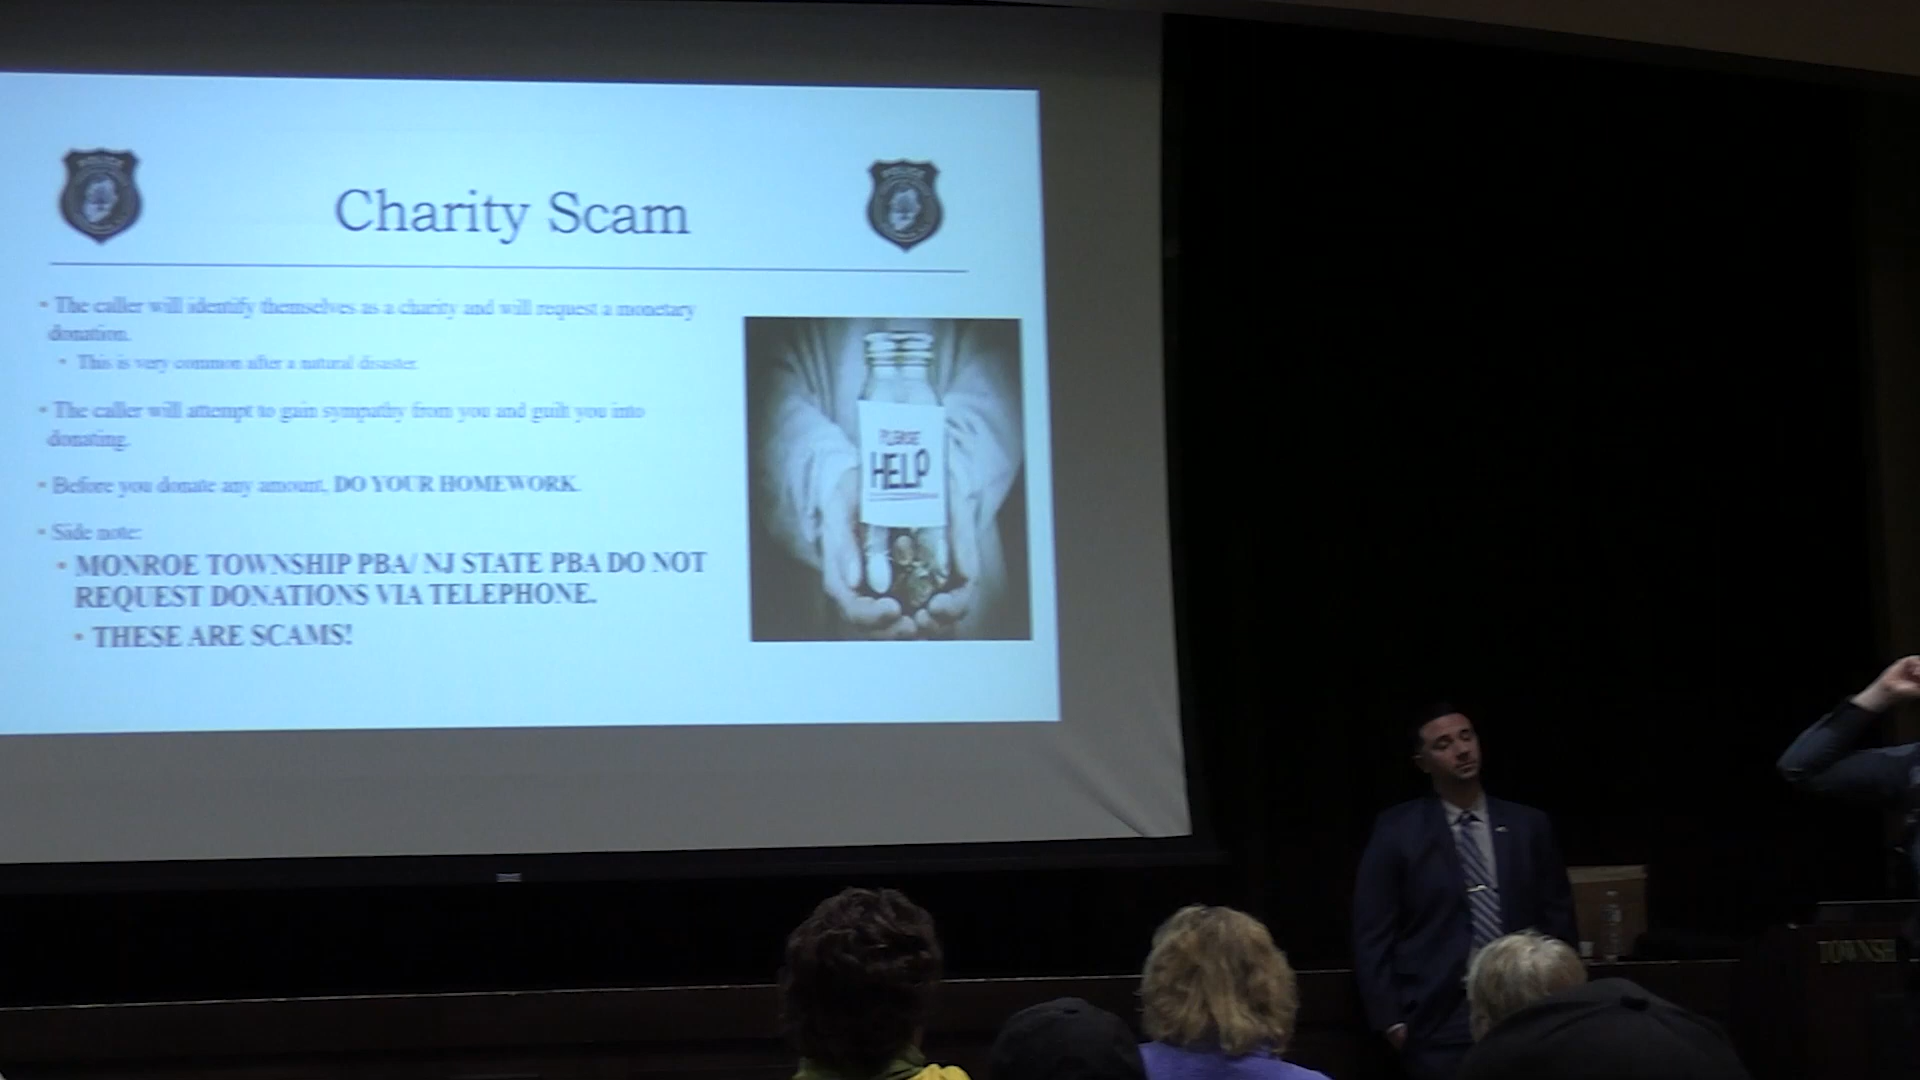 POLICE
POLICE
Charity Scam
• The caller will identify themselves as a charity and will request a monetary
donation.
• This is very common after a natural disaster.
• The caller will attempt to gain sympathy from you and guilt you into
donating.
• Before you donate any amount, DO YOUR HOMEWORK.
• Side note:
• MONROE TOWNSHIP PBA/ NJ STATE PBA DO NOT
REQUEST DONATIONS VIA TELEPHONE.
• THESE ARE SCAMS!
PLEASE
HELP
TOWNSH